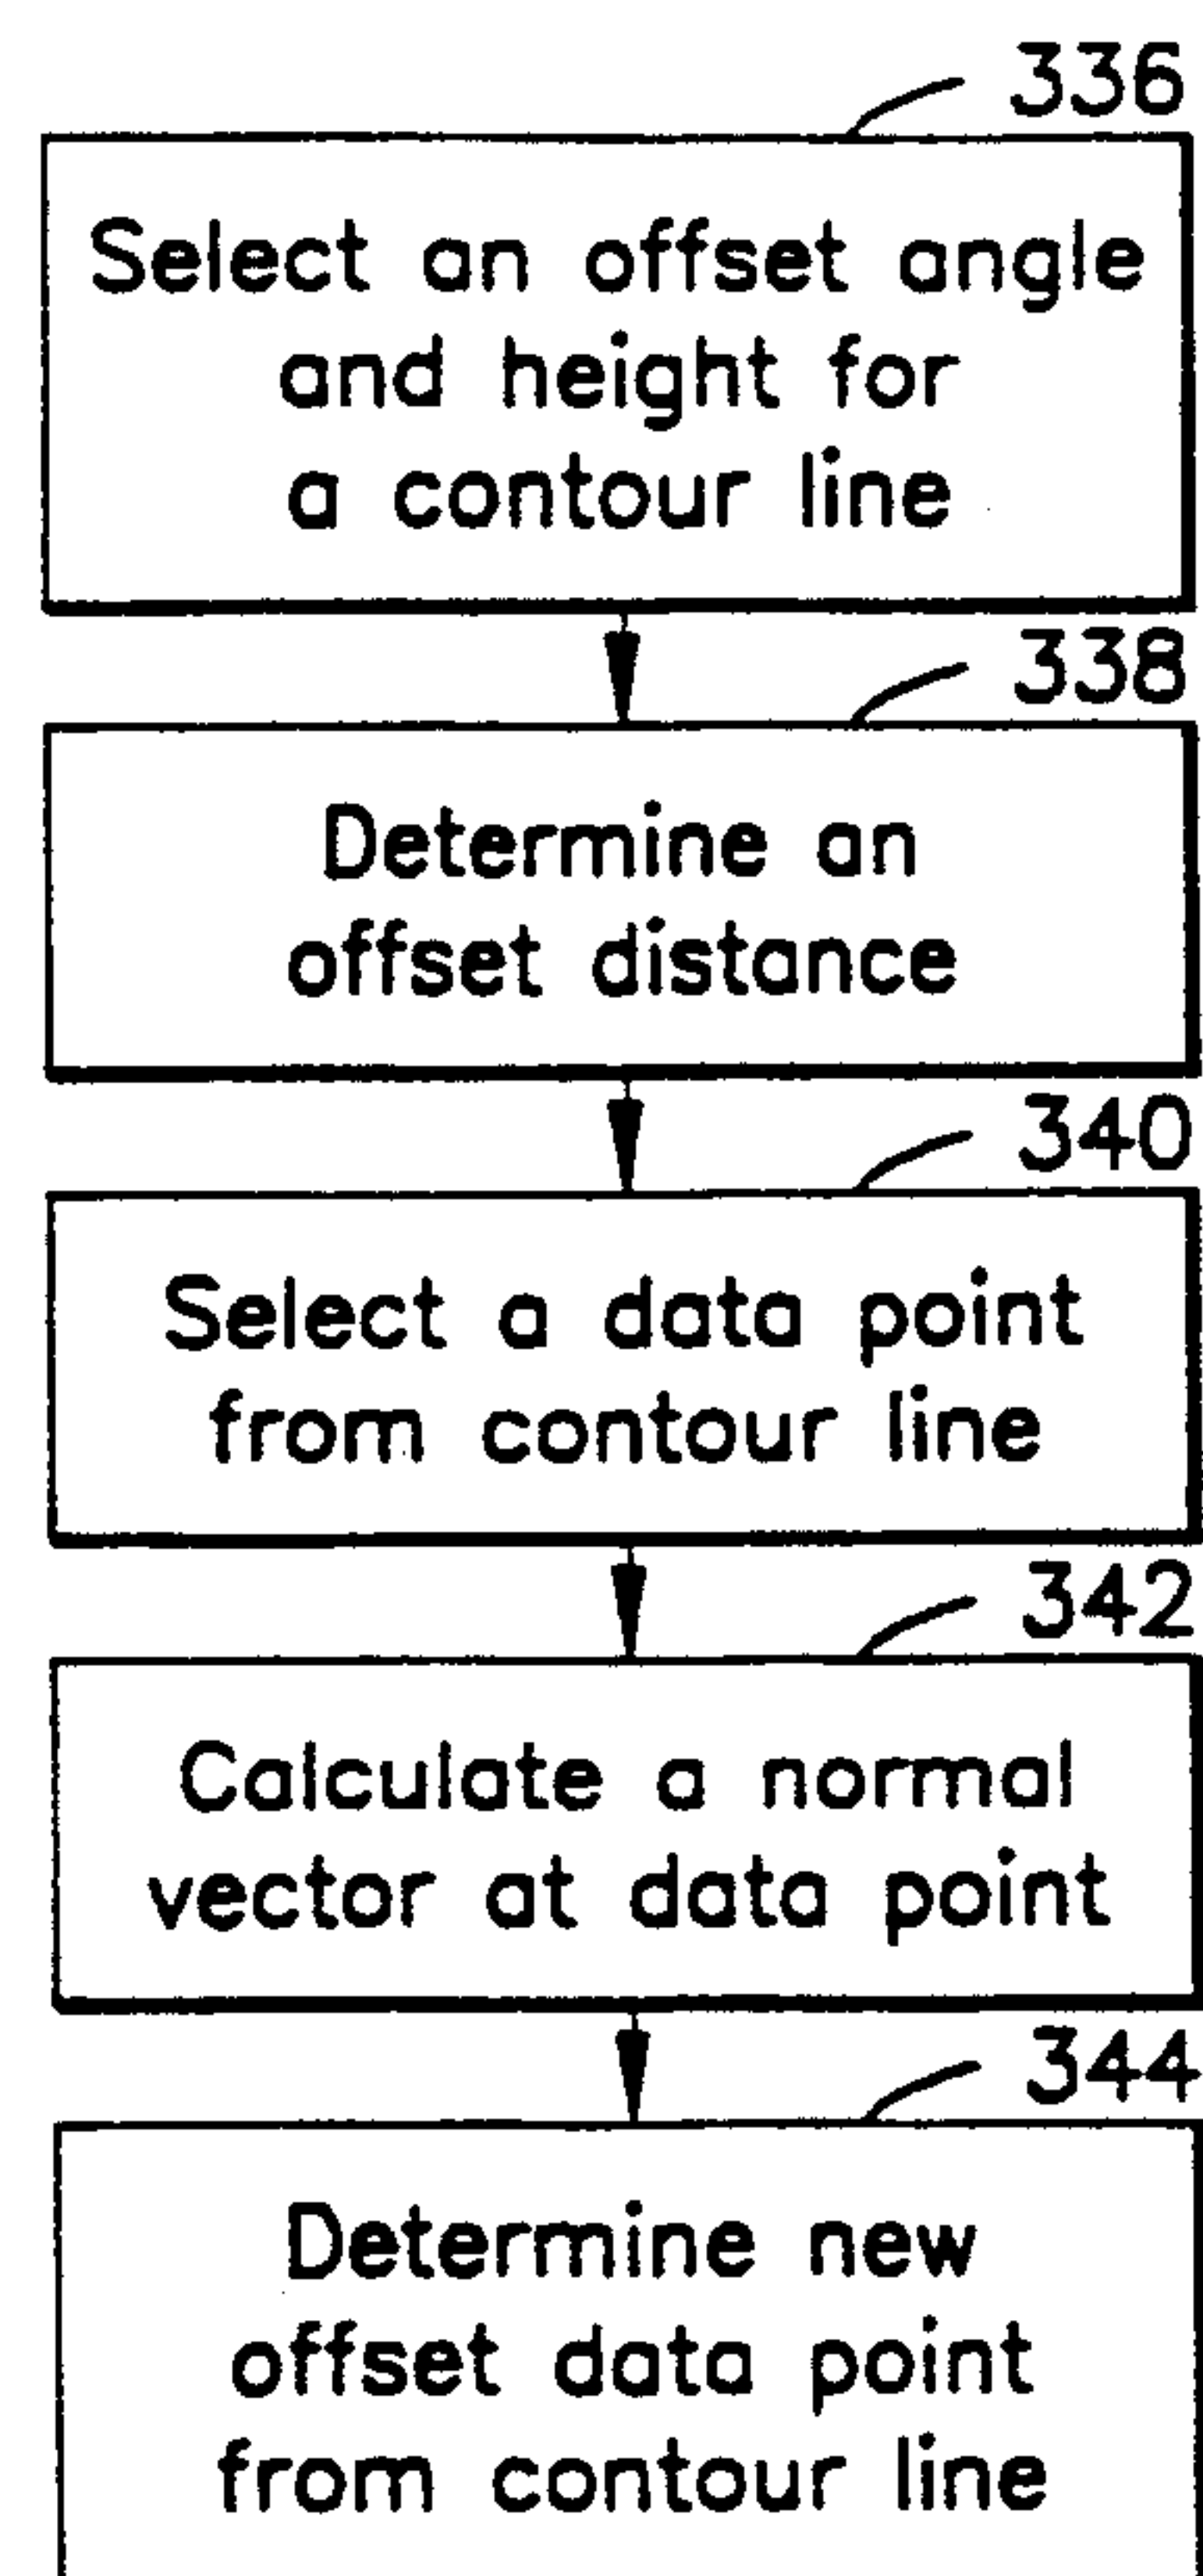 336
Select an offset angle
and height for
a contour line
338
Determine an
offset distance
340
Select a data point
from contour line
342
Calculate a normal
vector at data point
344
Determine new
offset data point
from contour line